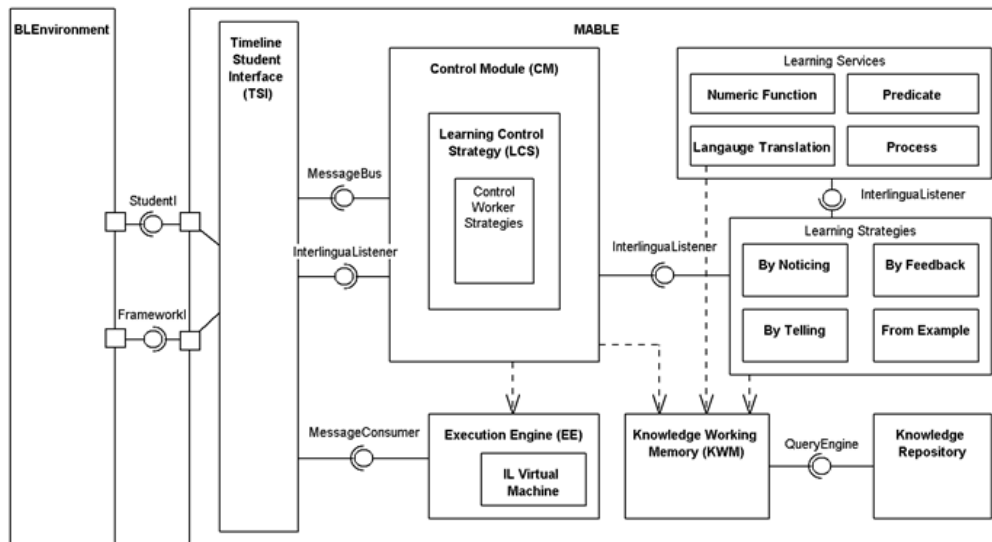 BLEnvironment
MABLE
Timeline
Student
Interface
(TSI)
Control Module (CM)
Learning Control
Strategy (LCS)
Control
Worker
Strategies
Learning Services
Numeric Function
Predicate
Langauge Translation
Process
StudentI
FrameworkI
MessageBus
InterlinguaListener
InterlinguaListener
InterlinguaListener
Learning Strategies
By Noticing
By Feedback
By Telling
From Example
MessageConsumer
Execution Engine (EE)
IL Virtual
Machine
Knowledge Working
Memory (KWM)
QueryEngine
Knowledge
Repository